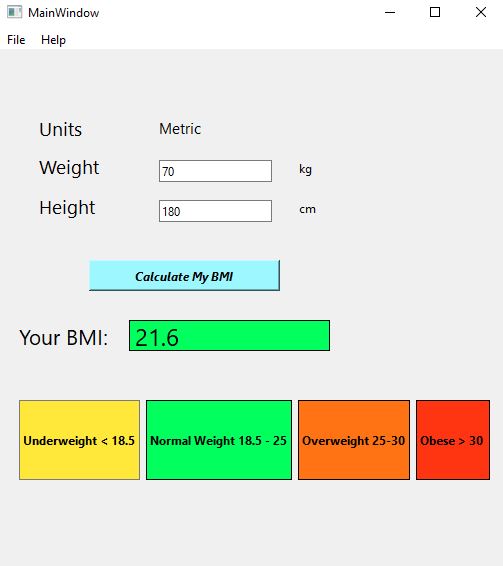 MainWindow
File Help
Units Metric
Weight 70 kg
Height 180 cm
Calculate My BMI
Your BMI: 21.6
Underweight < 18.5 Normal Weight 18.5 - 25 Overweight 25-30 Obese > 30